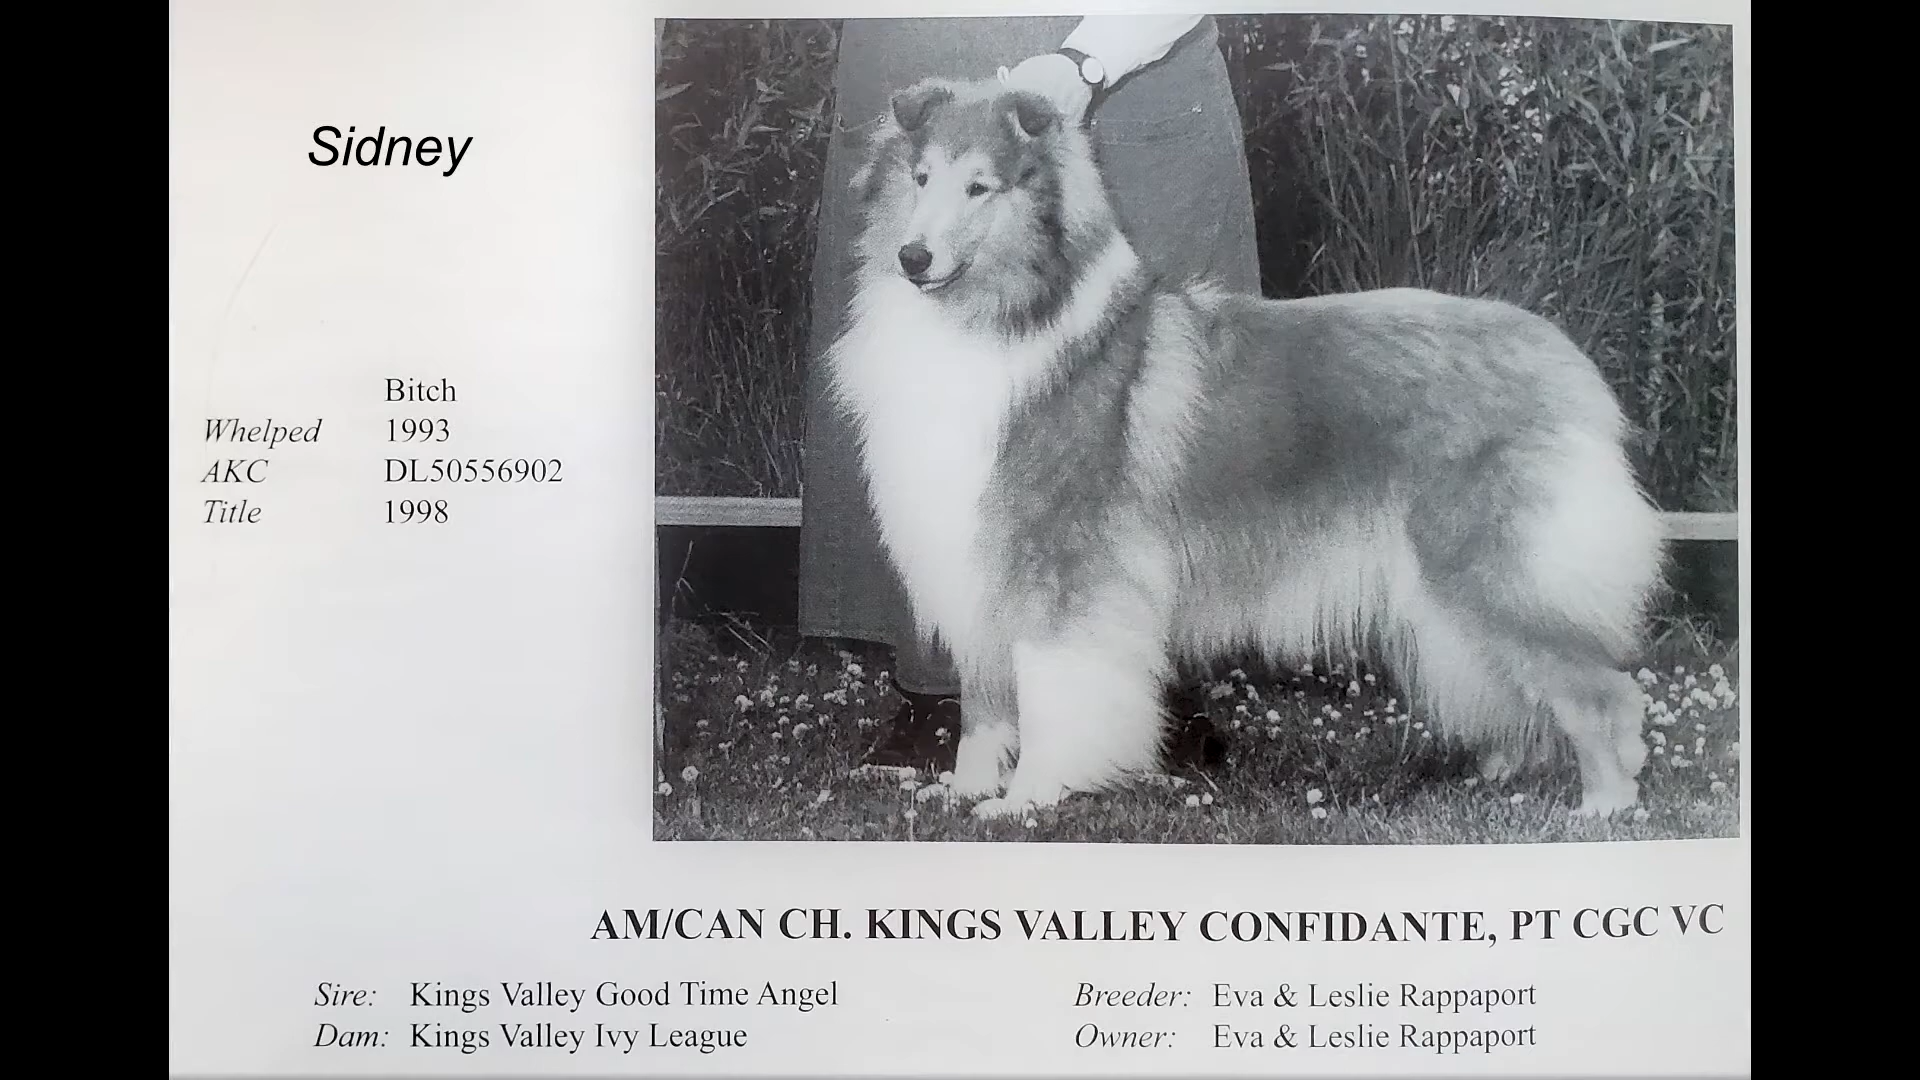 Sidney
Bitch
Whelped 1993
AKC DL50556902
Title 1998
AM/CAN CH. KINGS VALLEY CONFIDANTE, PT CGC VC
Sire: Kings Valley Good Time Angel
Dam: Kings Valley Ivy League
Breeder: Eva & Leslie Rappaport
Owner: Eva & Leslie Rappaport